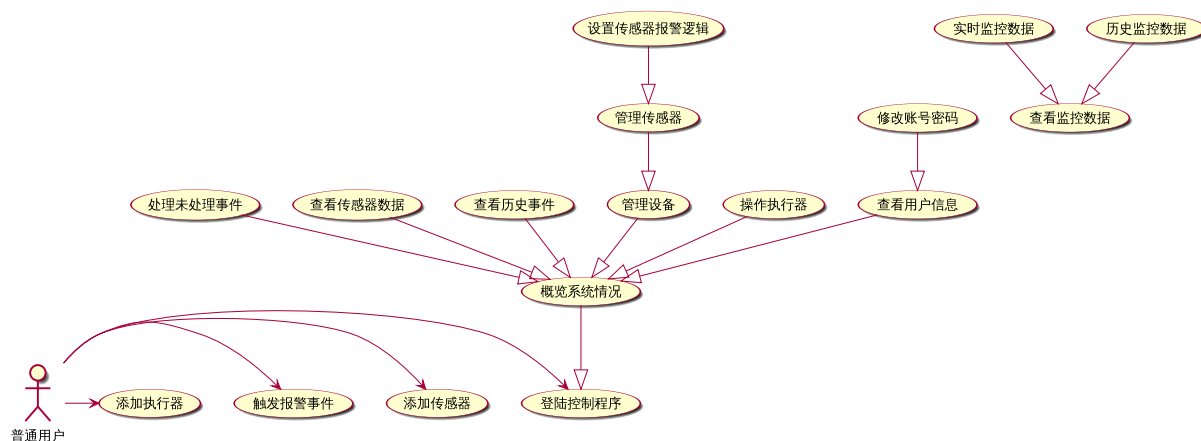 设置传感器报警逻辑
实时监控数据
历史监控数据
管理传感器
修改账号密码
查看监控数据
处理未处理事件
查看传感器数据
查看历史事件
管理设备
操作执行器
查看用户信息
概览系统情况
添加执行器
触发报警事件
添加传感器
登陆控制程序
普通用户